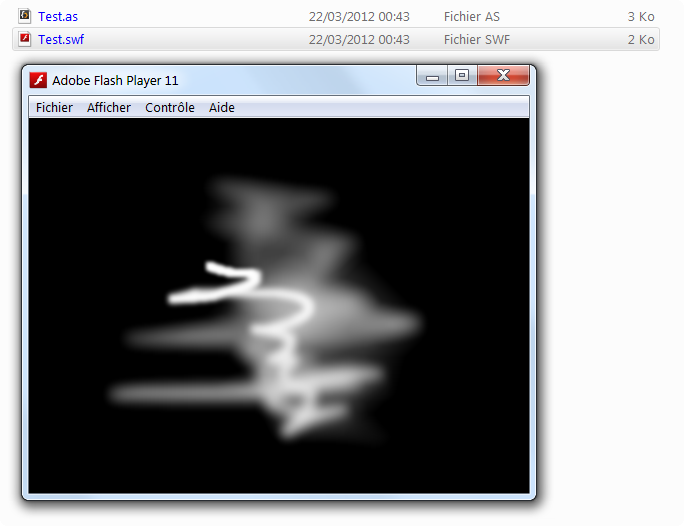 Test.as 22/03/2012 00:43 Fichier AS 3 Ko
Test.swf 22/03/2012 00:43 Fichier SWF 2 Ko
Adobe Flash Player 11
Fichier Afficher Contrôle Aide